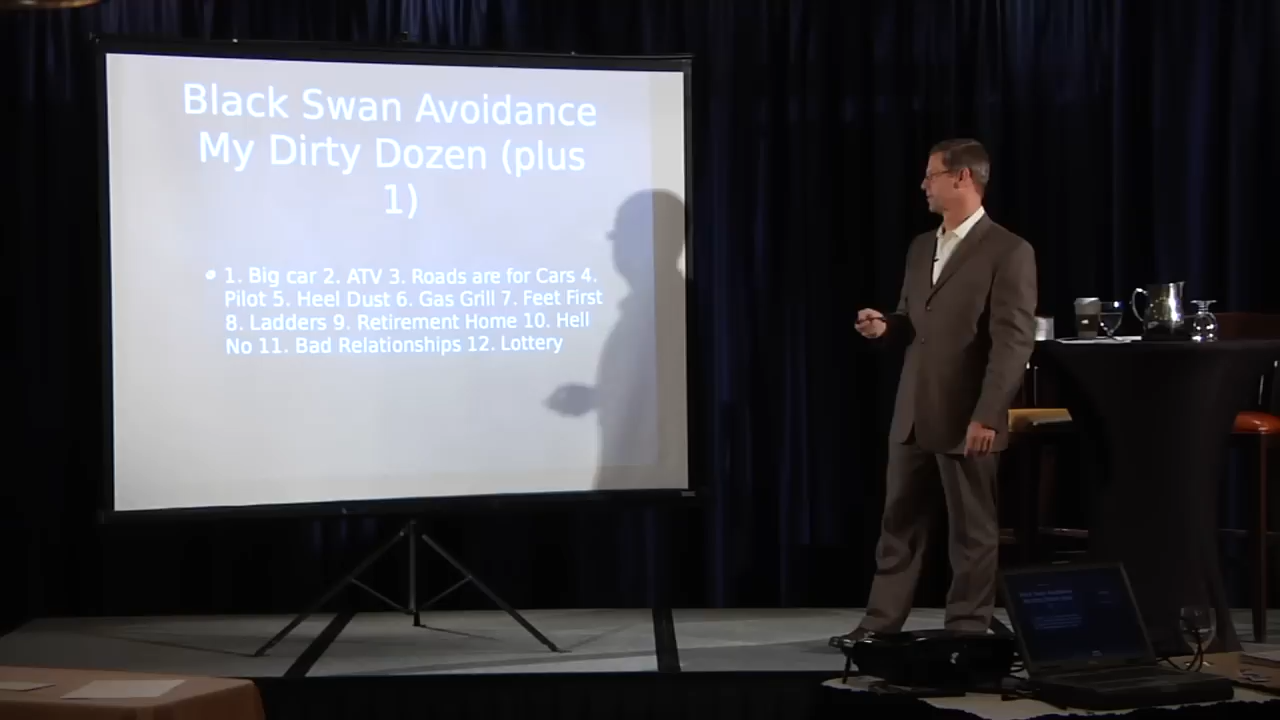 Black Swan Avoidance
My Dirty Dozen (plus
1)
• 1. Big car 2. ATV 3. Roads are for Cars 4.
Pilot 5. Heel Dust 6. Gas Grill 7. Feet First
8. Ladders 9. Retirement Home 10. Hell
No 11. Bad Relationships 12. Lottery